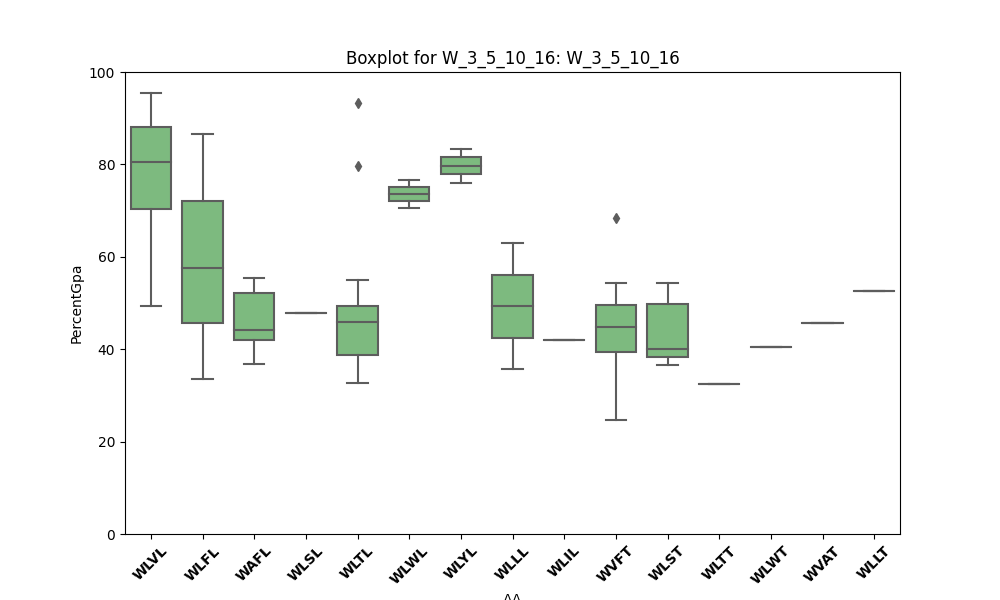 Boxplot for W_3_5_10_16: W_3_5_10_16
PercentGpa
100
80
60
40
20
0
WLVL
WLFL
WAFL
WLSL
WLTL
WLWL
WLYL
WLLL
WLIL
WVFT
WLST
WLTT
WLWT
WVAT
WLLT
AA